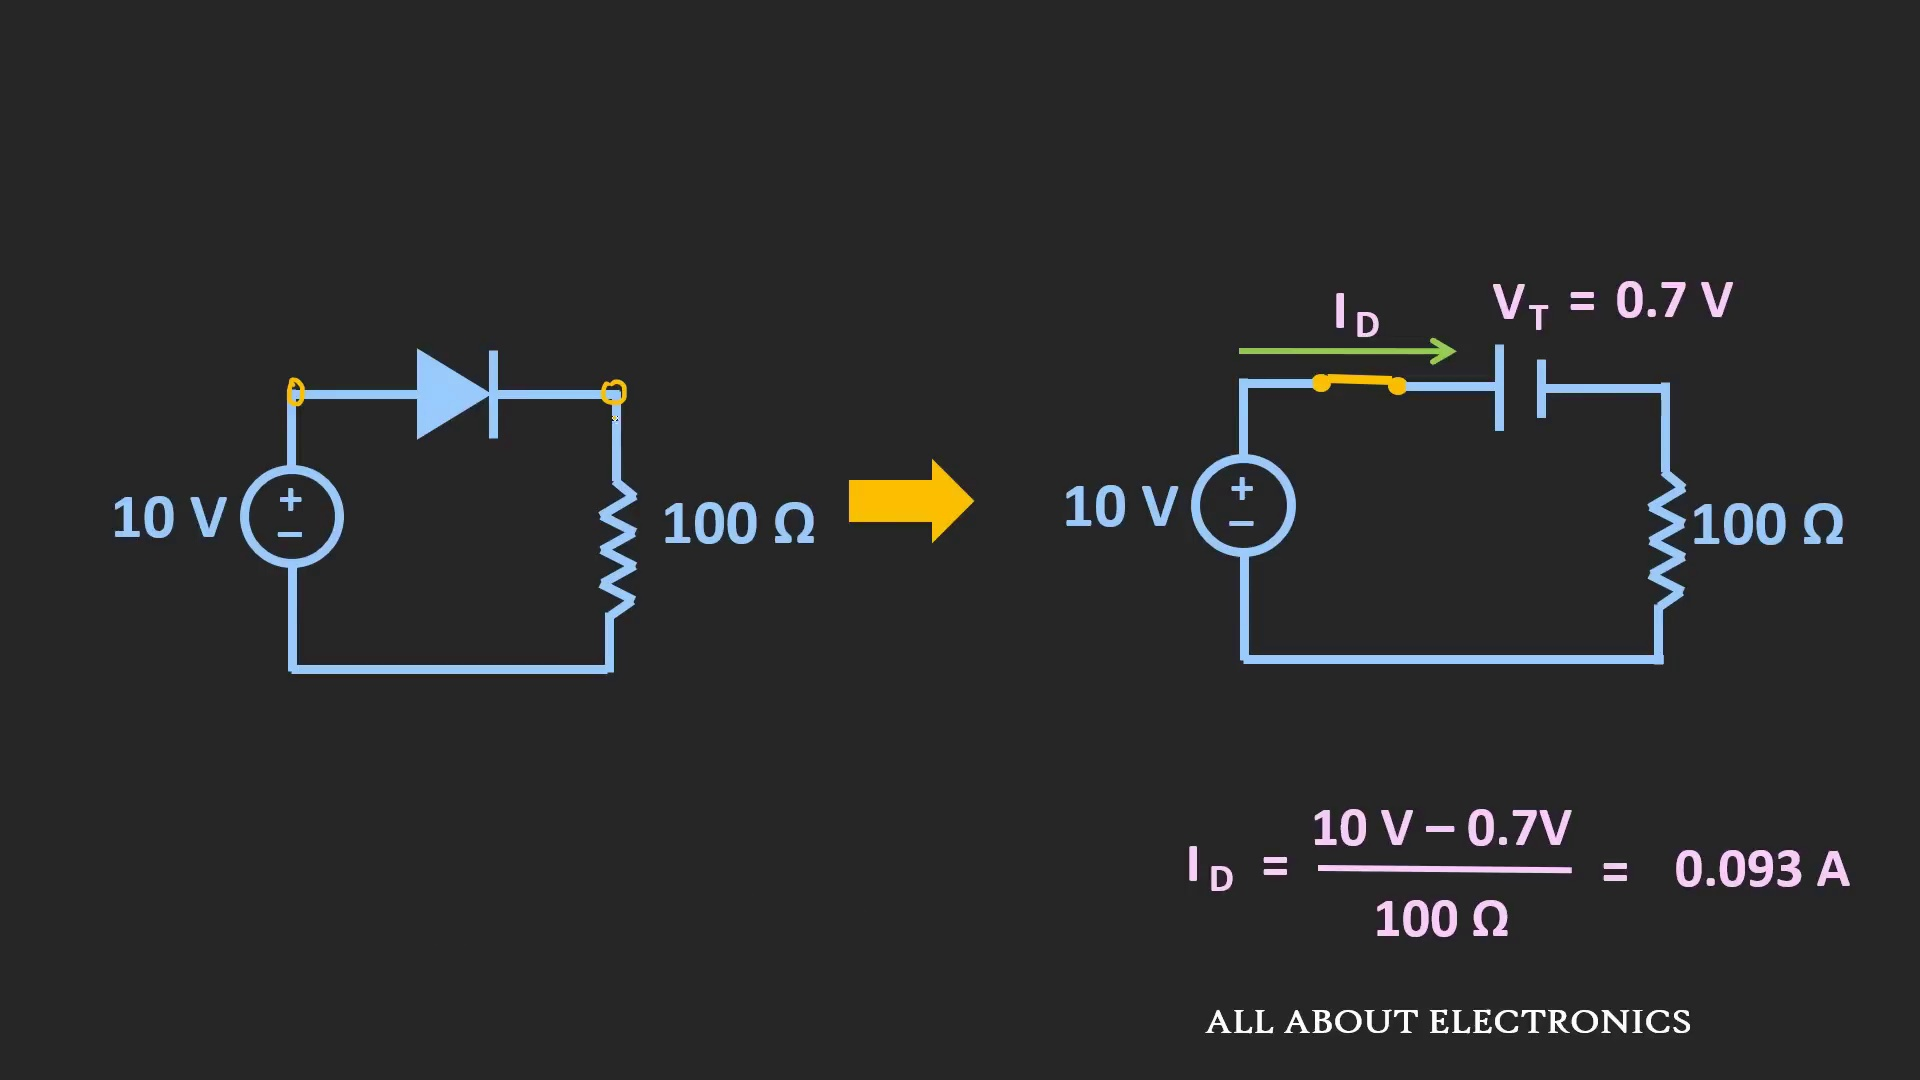 10 V
+
–
100 Ω
I D
V T = 0.7 V
10 V
+
–
100 Ω
I D = 10 V – 0.7V / 100 Ω = 0.093 A
ALL ABOUT ELECTRONICS